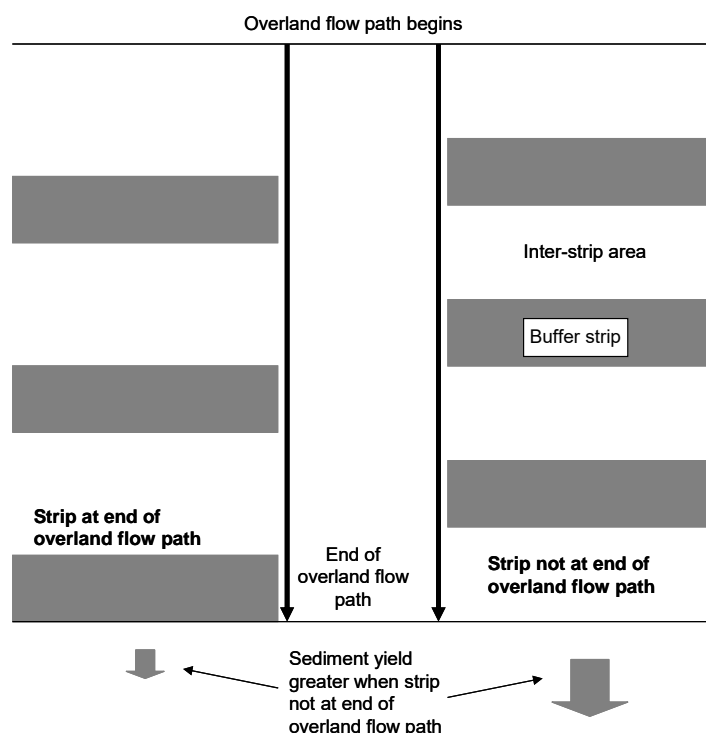 Overland flow path begins
Inter-strip area
Buffer strip
Strip at end of
overland flow path
End of
overland flow
path
Strip not at end of
overland flow path
Sediment yield
greater when strip
not at end of
overland flow path